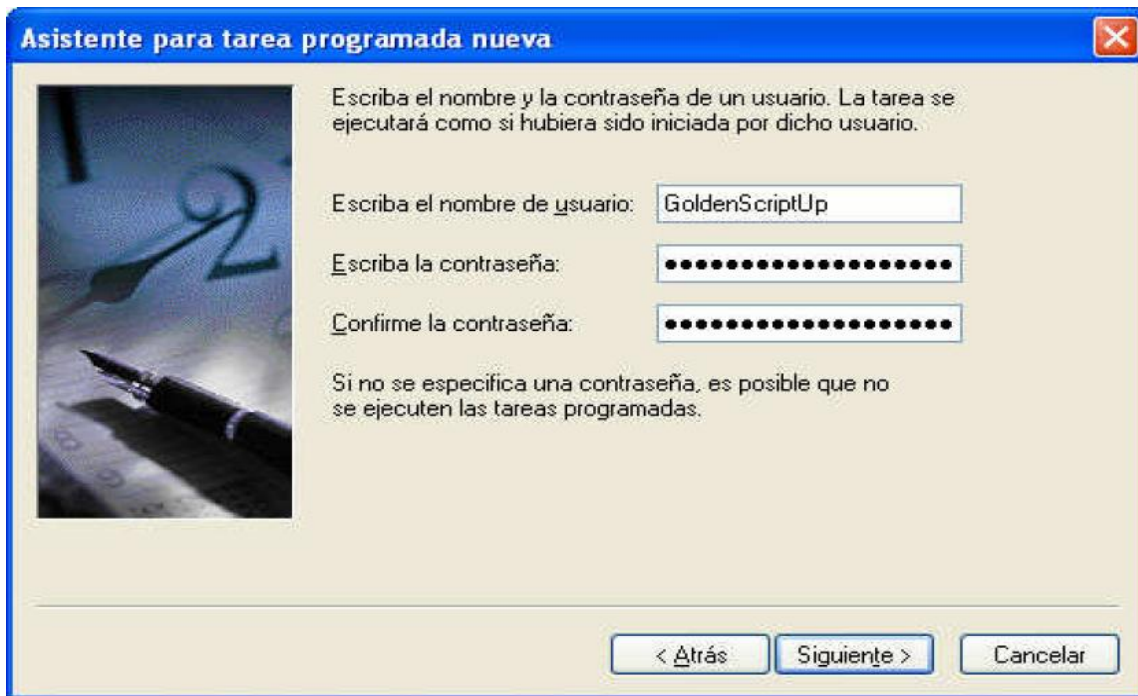 Asistente para tarea programada nueva
Escriba el nombre y la contraseña de un usuario. La tarea se
ejecutará como si hubiera sido iniciada por dicho usuario.
Escriba el nombre de usuario: GoldenScriptUp
Escriba la contraseña: ●●●●●●●●●●●●●●●●●●●
Confirme la contraseña: ●●●●●●●●●●●●●●●●●●●
Si no se especifica una contraseña, es posible que no
se ejecuten las tareas programadas.
< Atrás Siguiente > Cancelar